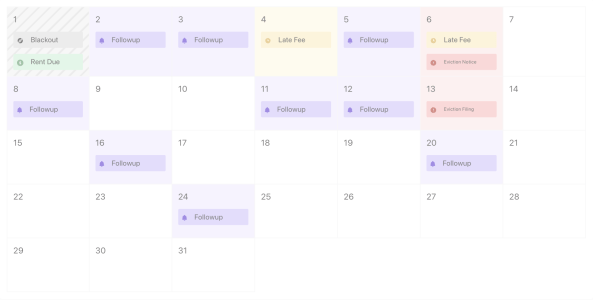 1 2 3 4 5 6 7
Blackout Followup Followup Late Fee Followup Late Fee
Rent Due Eviction Notice
8 9 10 11 12 13 14
Followup Followup Followup Eviction Filing
15 16 17 18 19 20 21
Followup Followup
22 23 24 25 26 27 28
Followup
29 30 31